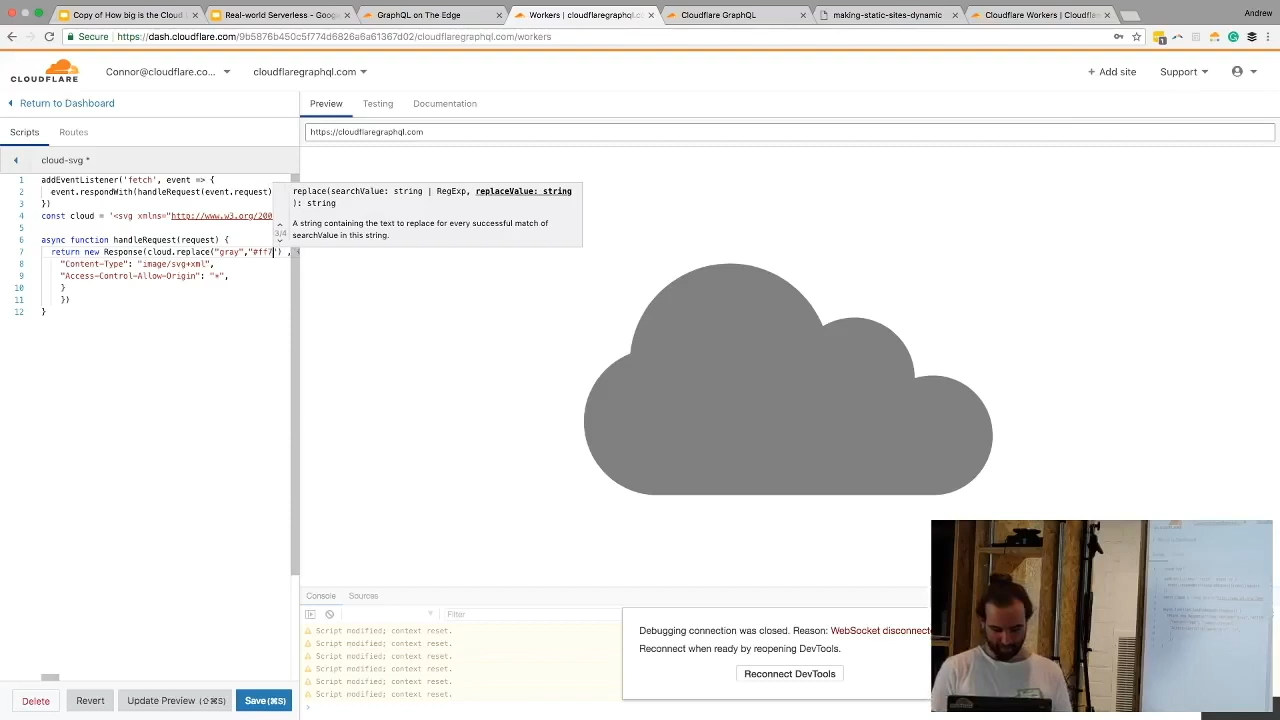 Copy of How big is the Cloud
Real-world Serverless - Goog
GraphQL on The Edge
Workers | cloudflaregraphql.co
Cloudflare GraphQL
making-static-sites-dynamic
Cloudflare Workers | Cloudflare
Andrew
Secure
https://dash.cloudflare.com/9b5876b450c5f774d6826a6a61367d02/cloudflaregraphql.com/workers
CLOUDFLARE
Connor@cloudflare.co...
cloudflaregraphql.com
+ Add site
Support
Return to Dashboard
Preview
Testing
Documentation
Scripts
Routes
https://cloudflaregraphql.com
cloud-svg *
1 addEventListener('fetch', event => {
2 event.respondWith(handleRequest(event.request)
3 })
4 const cloud = '<svg xmlns="http://www.w3.org/200
5
6 async function handleRequest(request) {
7 return new Response(cloud.replace("gray","#ff7") ,
8 "Content-Type": "image/svg+xml",
9 "Access-Control-Allow-Origin": "*",
10 }
11 })
12 }
replace(searchValue: string | RegExp, replaceValue: string
): string
3/4
A string containing the text to replace for every successful match of
searchValue in this string.
Console
Sources
Filter
Script modified; context reset.
Script modified; context reset.
Script modified; context reset.
Script modified; context reset.
Script modified; context reset.
Script modified; context reset.
Debugging connection was closed. Reason: WebSocket disconnecte
Reconnect when ready by reopening DevTools.
Reconnect DevTools
Delete
Revert
Update Preview (⇧⌘S)
Save(⌘S)